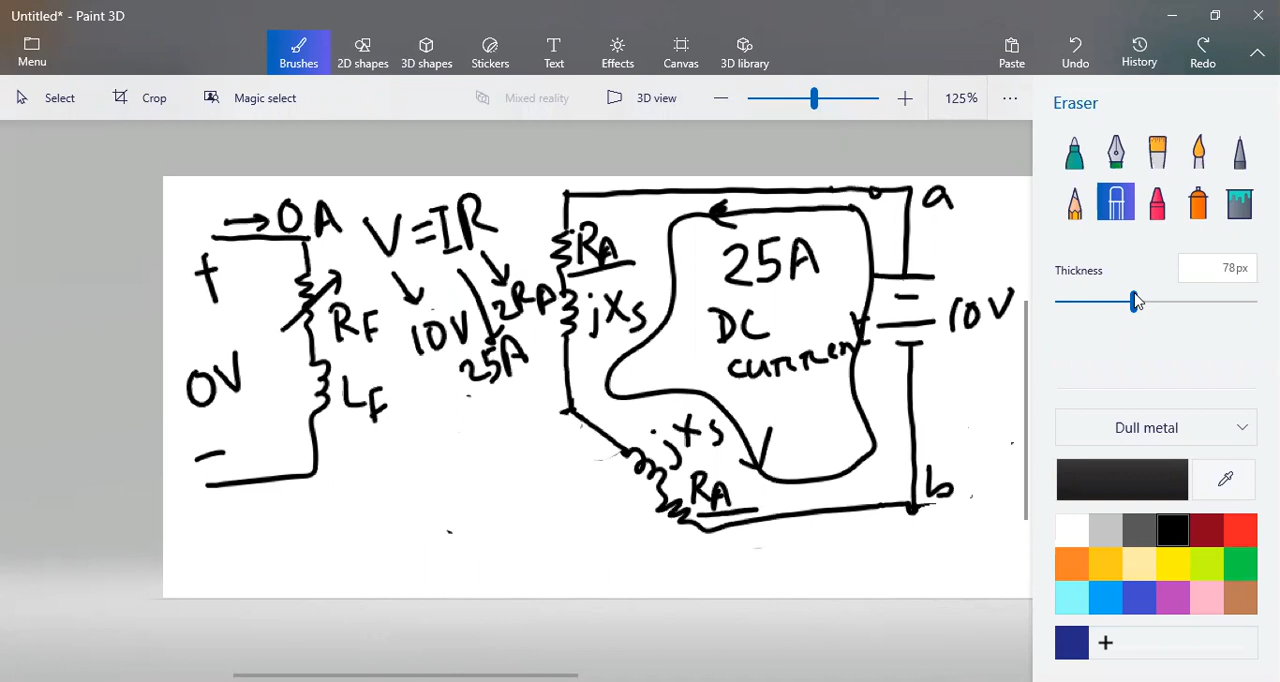 Untitled* - Paint 3D
Menu
Brushes
2D shapes
3D shapes
Stickers
Text
Effects
Canvas
3D library
Paste
Undo
History
Redo
Select
Crop
Magic select
Mixed reality
3D view
125%
Eraser
Thickness
78px
Dull metal
→ 0 A
+
0V
−
RF
LF
V = IR
10V
25A
2RA
RA
jXs
25A
DC
current
jXs
RA
a
10V
b